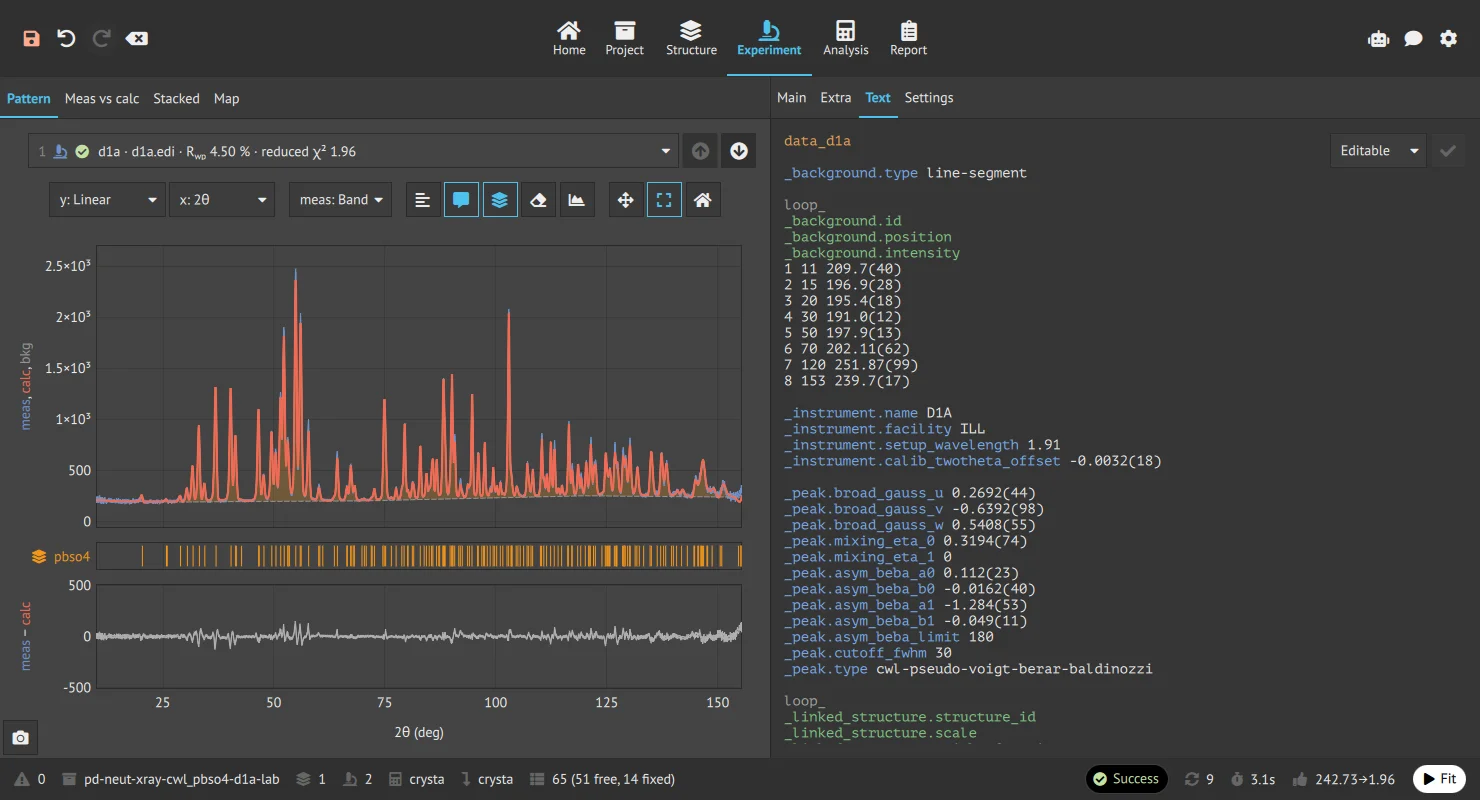 Home
Project
Structure
Experiment
Analysis
Report
Pattern
Meas vs calc
Stacked
Map
1 d1a · d1a.edi · Rwp 4.50 % · reduced χ² 1.96
y: Linear
x: 2θ
meas: Band
2.5×10³
2×10³
1.5×10³
1×10³
500
0
meas, calc, bkg
pbso4
500
0
-500
meas − calc
25
50
75
100
125
150
2θ (deg)
Main
Extra
Text
Settings
Editable
data_d1a
_background.type line-segment
loop_
_background.id
_background.position
_background.intensity
1 11 209.7(40)
2 15 196.9(28)
3 20 195.4(18)
4 30 191.0(12)
5 50 197.9(13)
6 70 202.11(62)
7 120 251.87(99)
8 153 239.7(17)
_instrument.name D1A
_instrument.facility ILL
_instrument.setup_wavelength 1.91
_instrument.calib_twotheta_offset -0.0032(18)
_peak.broad_gauss_u 0.2692(44)
_peak.broad_gauss_v -0.6392(98)
_peak.broad_gauss_w 0.5408(55)
_peak.mixing_eta_0 0.3194(74)
_peak.mixing_eta_1 0
_peak.asym_beba_a0 0.112(23)
_peak.asym_beba_b0 -0.0162(40)
_peak.asym_beba_a1 -1.284(53)
_peak.asym_beba_b1 -0.049(11)
_peak.asym_beba_limit 180
_peak.cutoff_fwhm 30
_peak.type cwl-pseudo-voigt-berar-baldinozzi
loop_
_linked_structure.structure_id
_linked_structure.scale
0
pd-neut-xray-cwl_pbso4-d1a-lab
1
2
crysta
crysta
65 (51 free, 14 fixed)
Success
9
3.1s
242.73→1.96
Fit